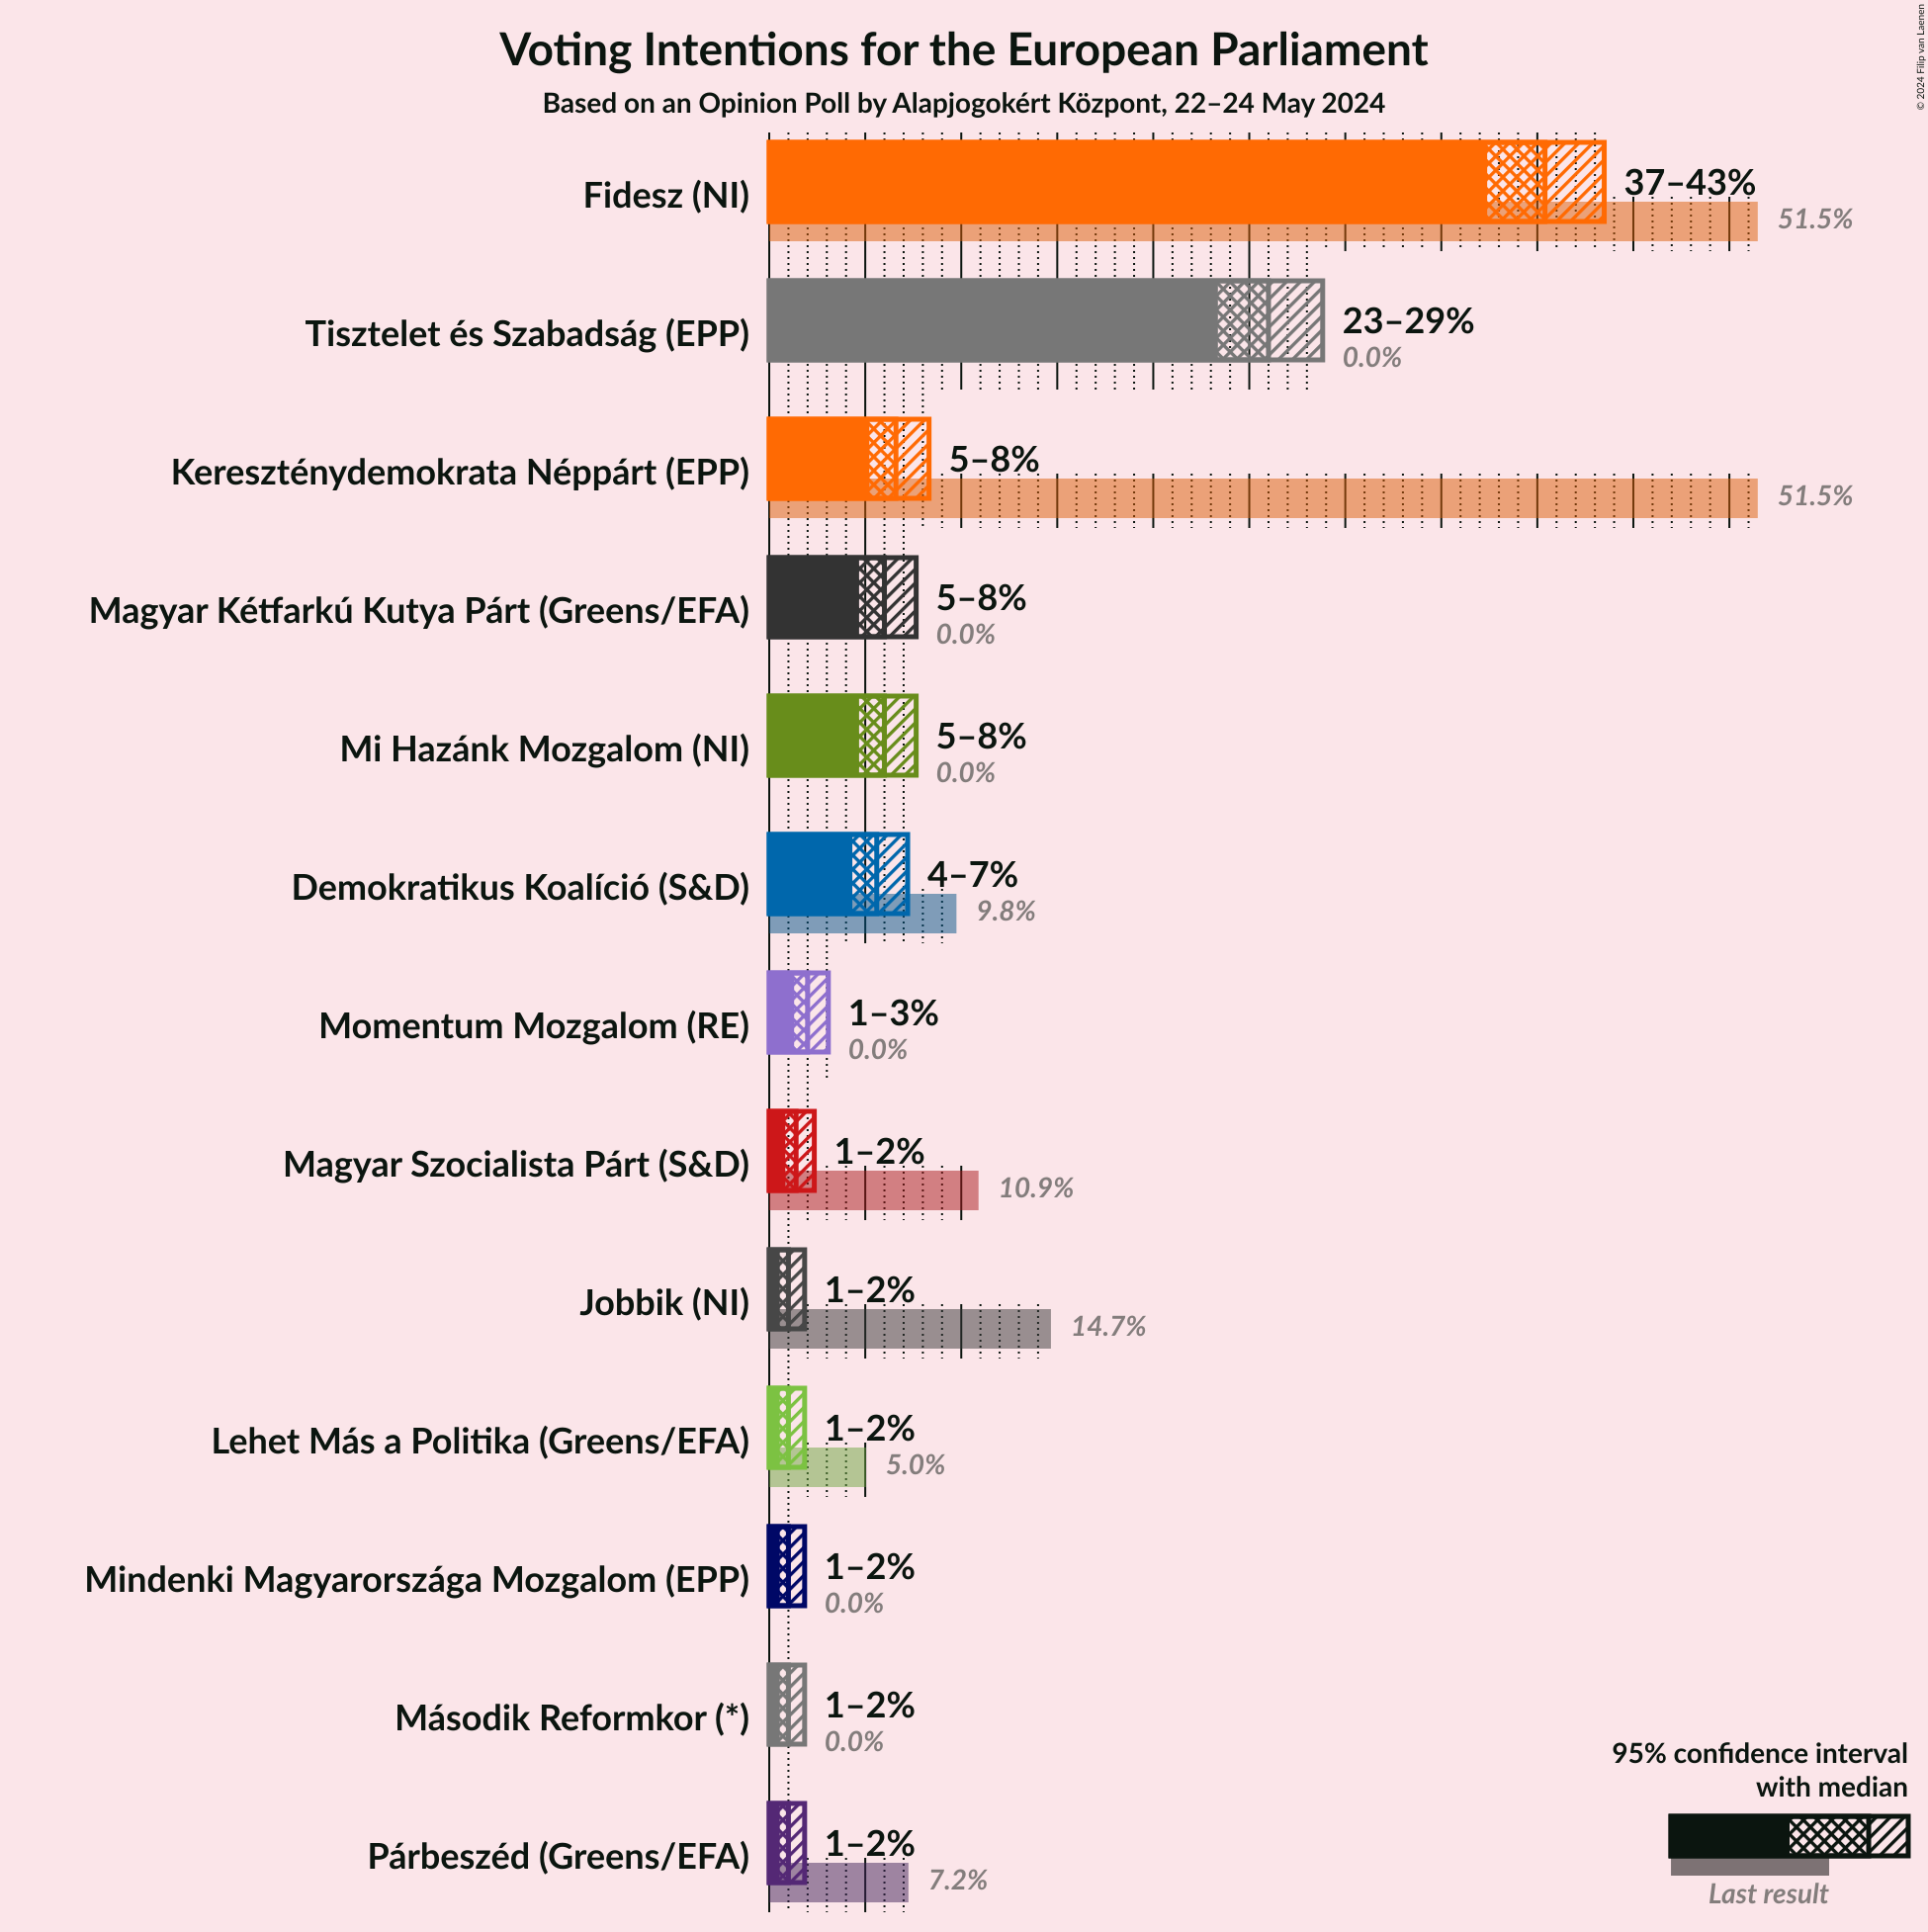 Voting Intentions for the European Parliament
Based on an Opinion Poll by Alapjogokért Központ, 22–24 May 2024
© 2024 Filip van Laenen
Fidesz (NI)
37–43%
51.5%
Tisztelet és Szabadság (EPP)
23–29%
0.0%
Kereszténydemokrata Néppárt (EPP)
5–8%
51.5%
Magyar Kétfarkú Kutya Párt (Greens/EFA)
5–8%
0.0%
Mi Hazánk Mozgalom (NI)
5–8%
0.0%
Demokratikus Koalíció (S&D)
4–7%
9.8%
Momentum Mozgalom (RE)
1–3%
0.0%
Magyar Szocialista Párt (S&D)
1–2%
10.9%
Jobbik (NI)
1–2%
14.7%
Lehet Más a Politika (Greens/EFA)
1–2%
5.0%
Mindenki Magyarországa Mozgalom (EPP)
1–2%
0.0%
Második Reformkor (*)
1–2%
0.0%
Párbeszéd (Greens/EFA)
1–2%
7.2%
95% confidence interval
with median
Last result